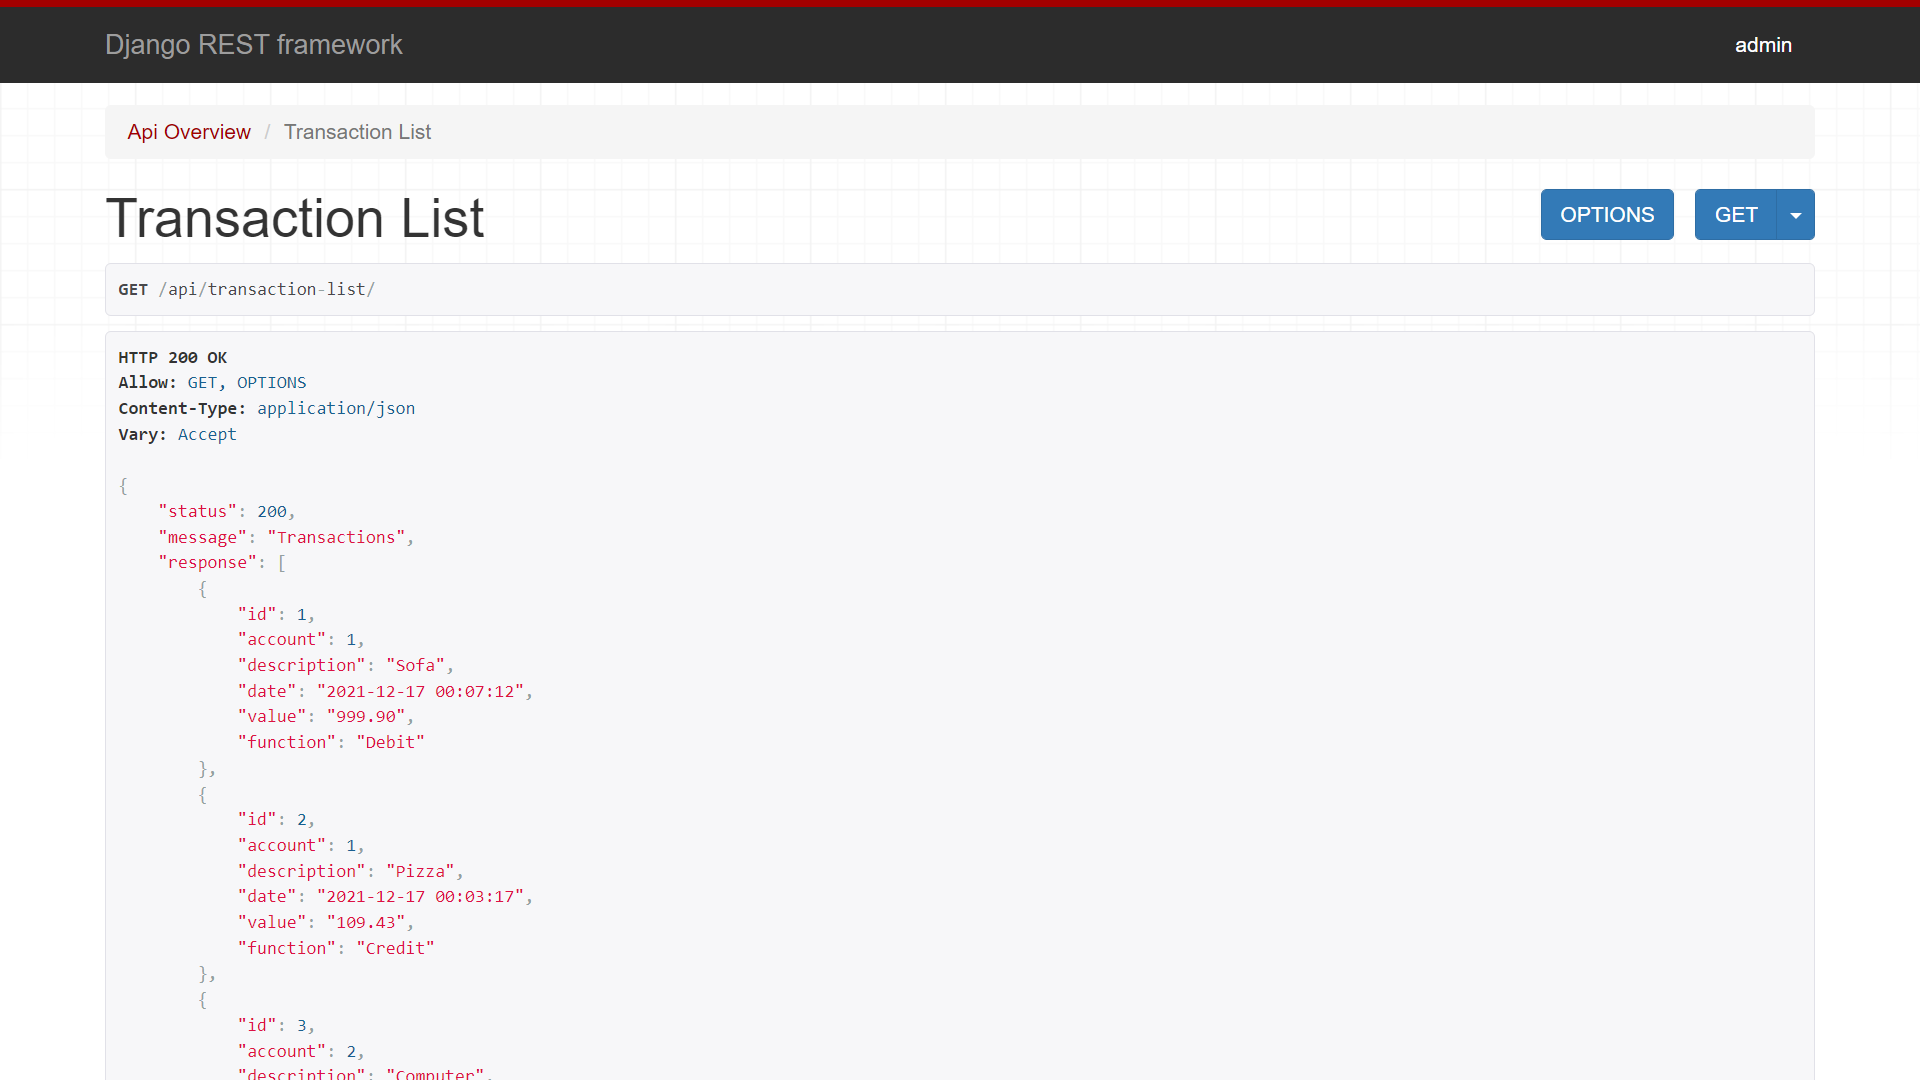 Django REST framework
admin
Api Overview / Transaction List
Transaction List
OPTIONS
GET
GET /api/transaction-list/
HTTP 200 OK
Allow: GET, OPTIONS
Content-Type: application/json
Vary: Accept
{
    "status": 200,
    "message": "Transactions",
    "response": [
        {
            "id": 1,
            "account": 1,
            "description": "Sofa",
            "date": "2021-12-17 00:07:12",
            "value": "999.90",
            "function": "Debit"
        },
        {
            "id": 2,
            "account": 1,
            "description": "Pizza",
            "date": "2021-12-17 00:03:17",
            "value": "109.43",
            "function": "Credit"
        },
        {
            "id": 3,
            "account": 2,
            "description": "Computer",